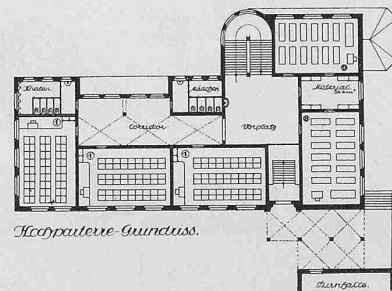 Knaben
Mädchen
Material
Corridor
Vorplatz
Hochparterre-Grundriss.
Turnhalle.